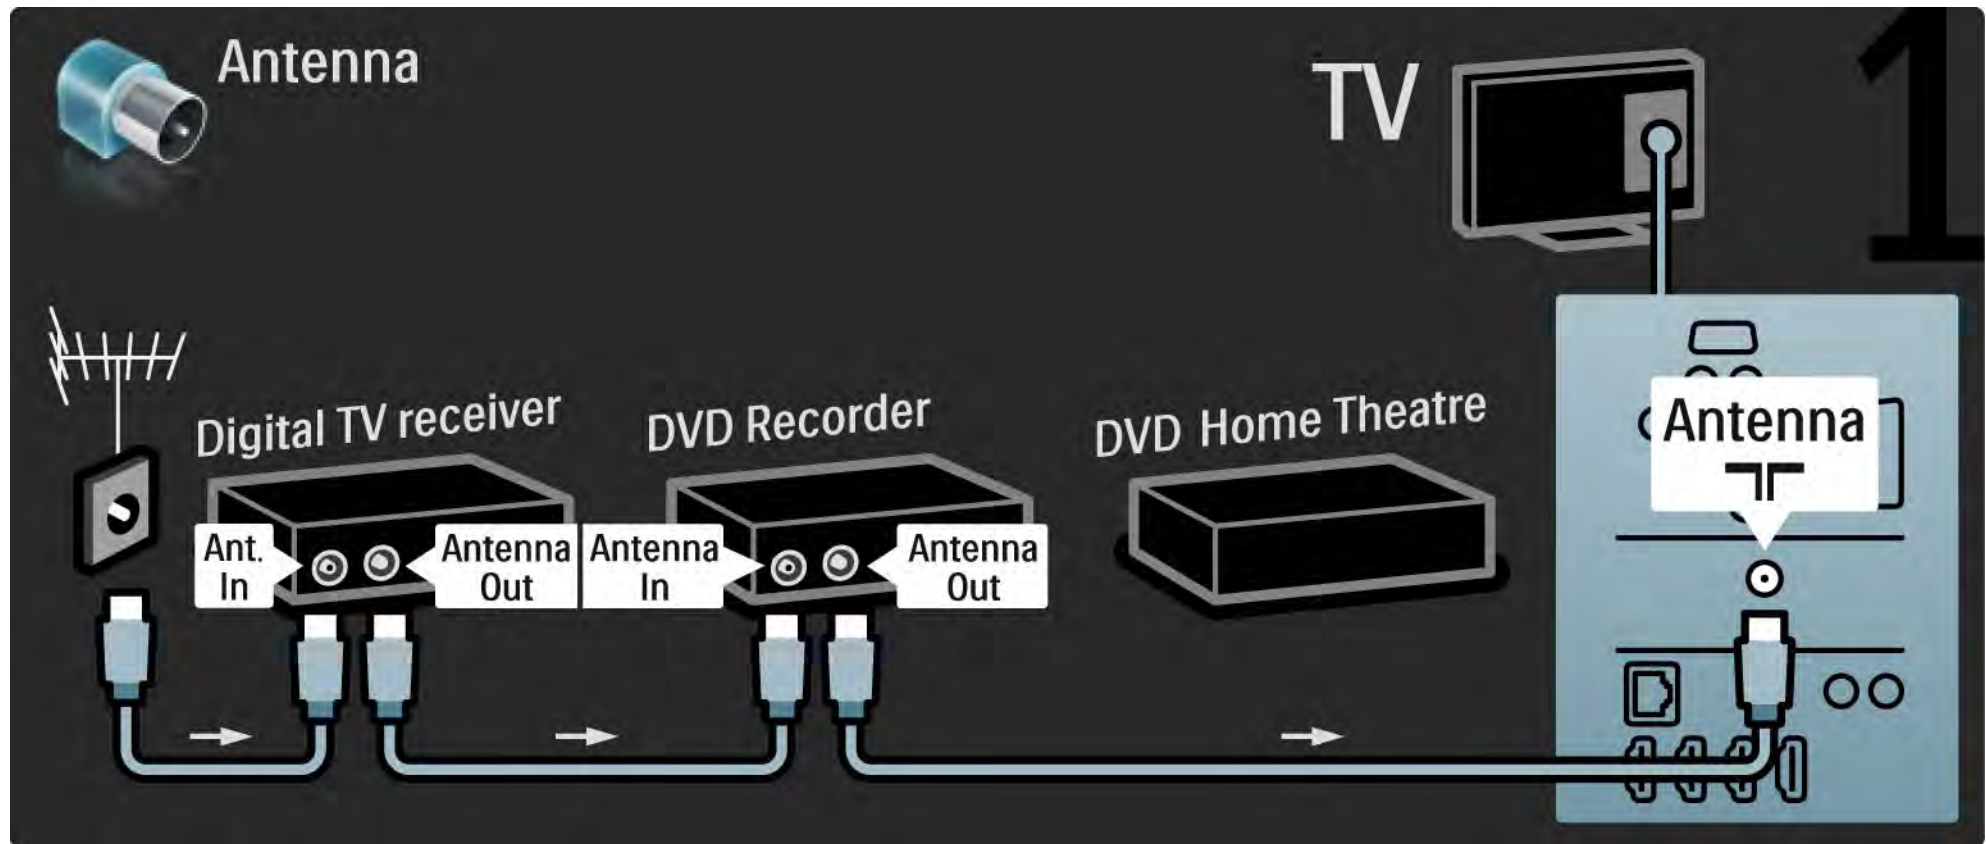 Antenna
TV
1
Digital TV receiver
DVD Recorder
DVD Home Theatre
Antenna
Ant.
In
Antenna
Out
Antenna
In
Antenna
Out